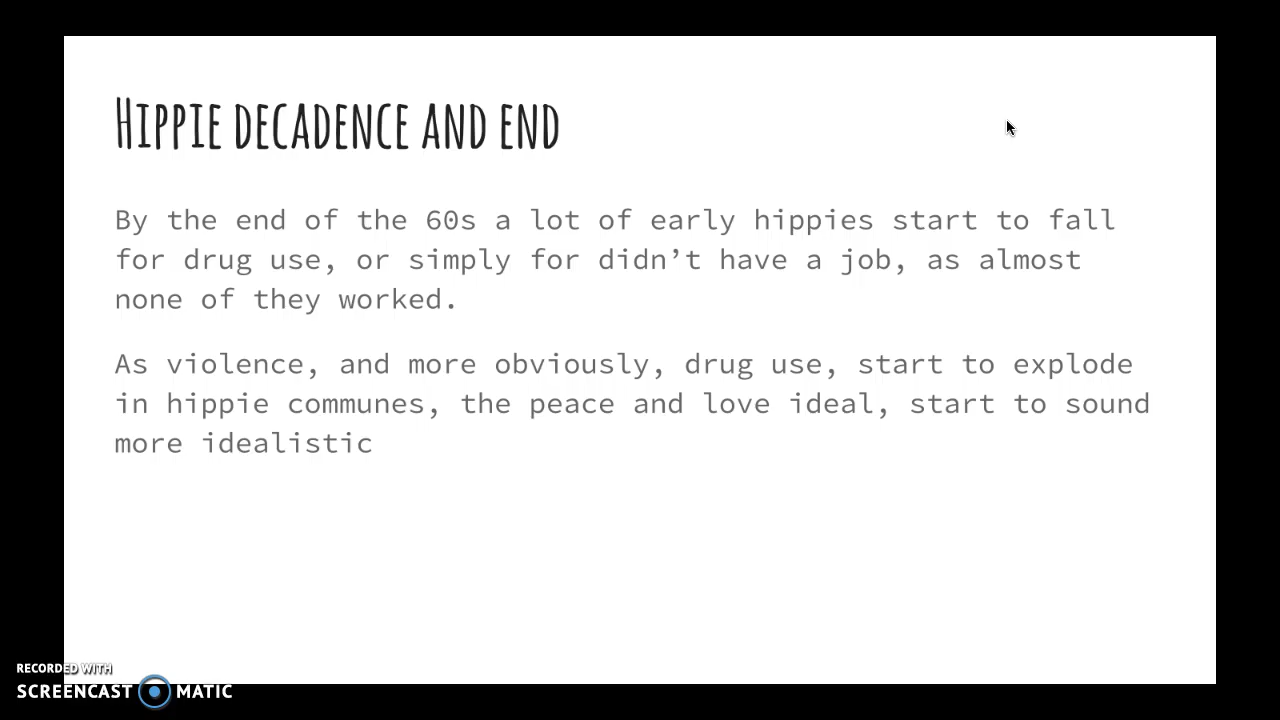 Hippie decadence and end
By the end of the 60s a lot of early hippies start to fall
for drug use, or simply for didn’t have a job, as almost
none of they worked.
As violence, and more obviously, drug use, start to explode
in hippie communes, the peace and love ideal, start to sound
more idealistic
RECORDED WITH
SCREENCAST MATIC